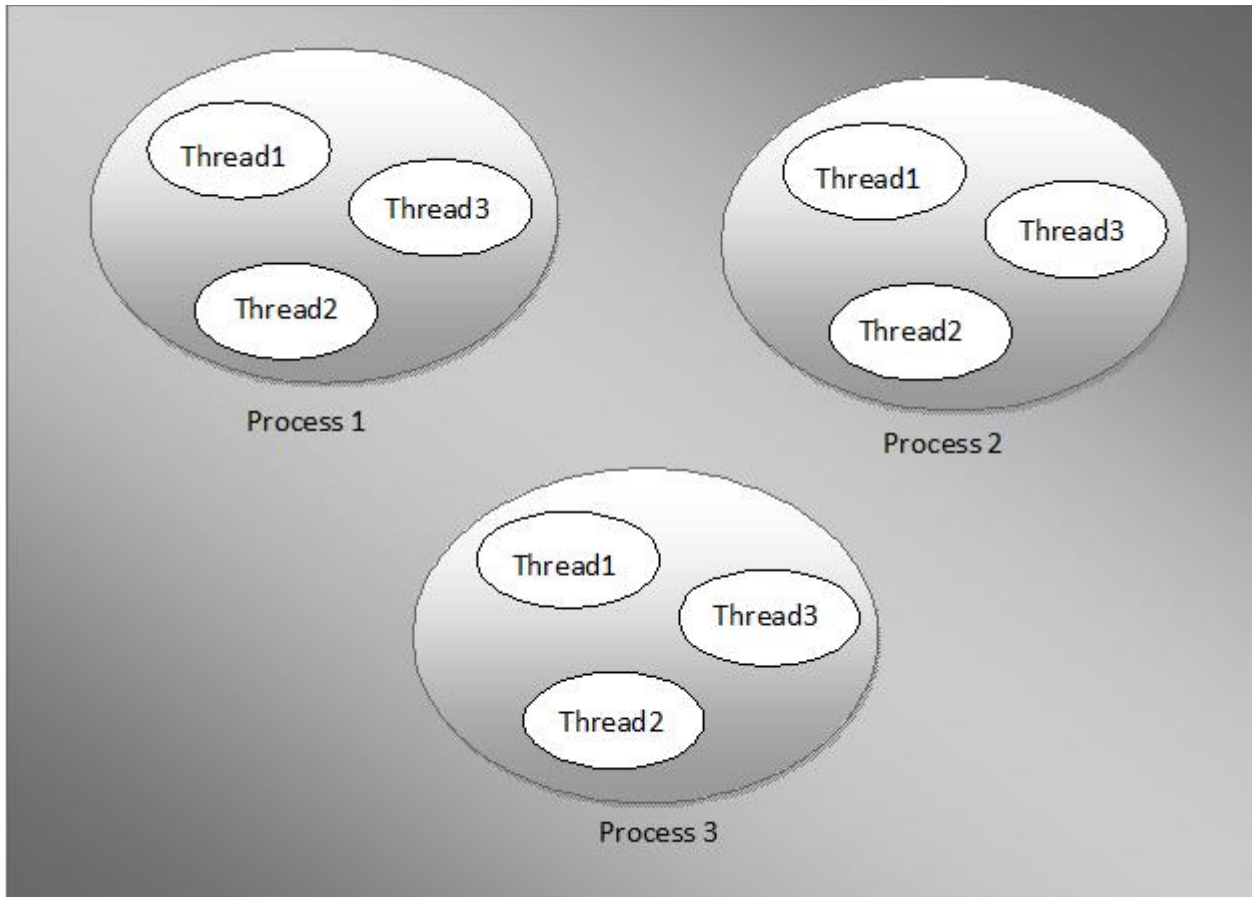 Thread1
Thread3
Thread2
Process 1
Thread1
Thread3
Thread2
Process 2
Thread1
Thread3
Thread2
Process 3